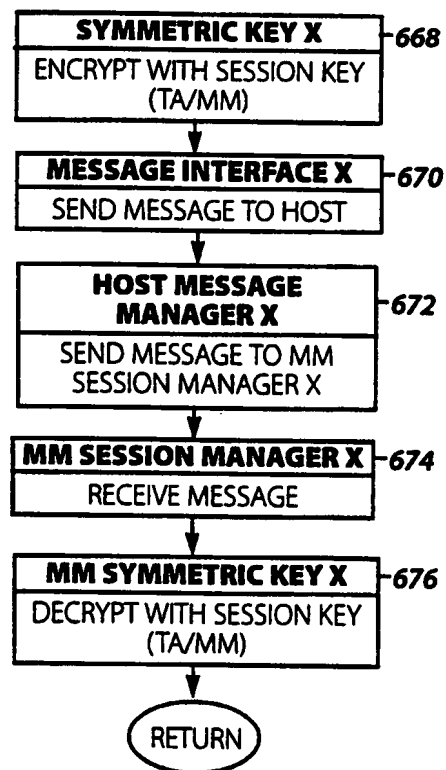 SYMMETRIC KEY X
668
ENCRYPT WITH SESSION KEY
(TA/MM)
MESSAGE INTERFACE X
670
SEND MESSAGE TO HOST
HOST MESSAGE
MANAGER X
672
SEND MESSAGE TO MM
SESSION MANAGER X
MM SESSION MANAGER X
674
RECEIVE MESSAGE
MM SYMMETRIC KEY X
676
DECRYPT WITH SESSION KEY
(TA/MM)
RETURN